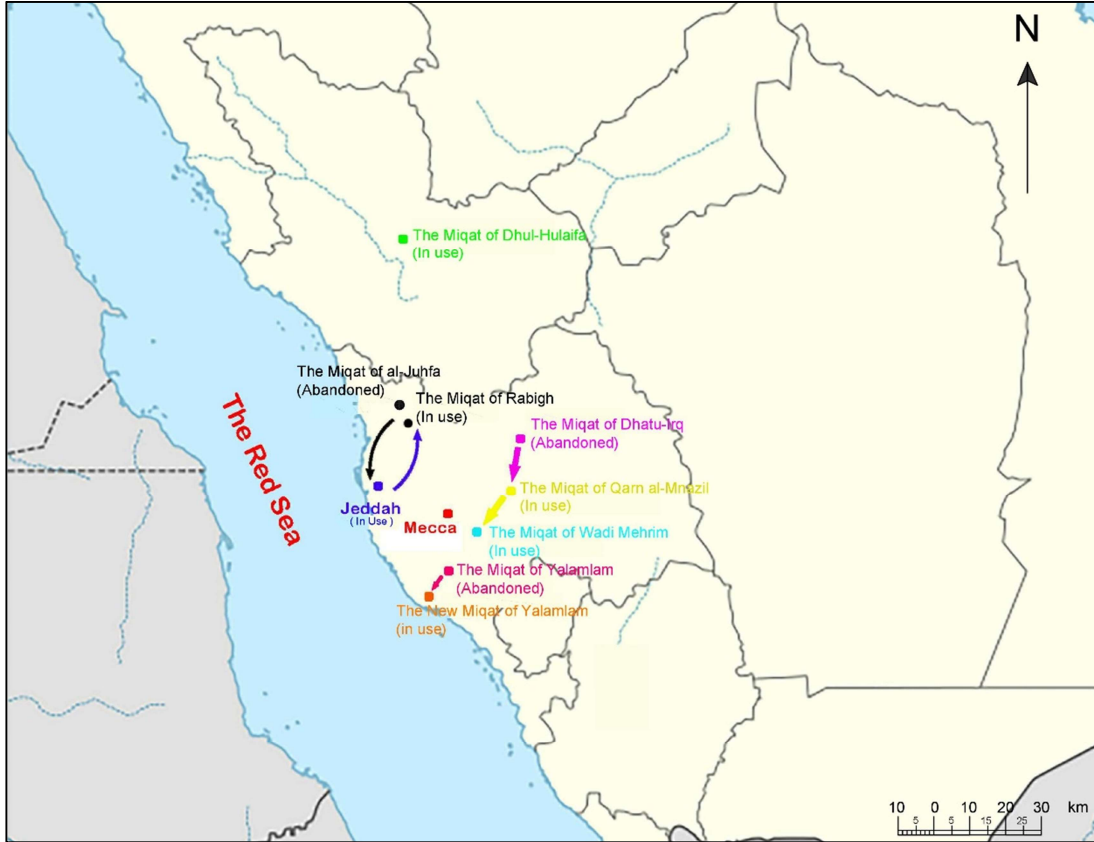 N
The Miqat of Dhul-Hulaifa
(In use)
The Miqat of al-Juhfa
(Abandoned)
The Miqat of Rabigh
(In use)
The Miqat of Dhatu-Irq
(Abandoned)
The Red Sea
Jeddah
(In Use)
Mecca
The Miqat of Qarn al-Mnazil
(In use)
The Miqat of Wadi Mehrim
(In use)
The Miqat of Yalamlam
(Abandoned)
The New Miqat of Yalamlam
(in use)
10 0 10 20 30 km
5 5 15 25